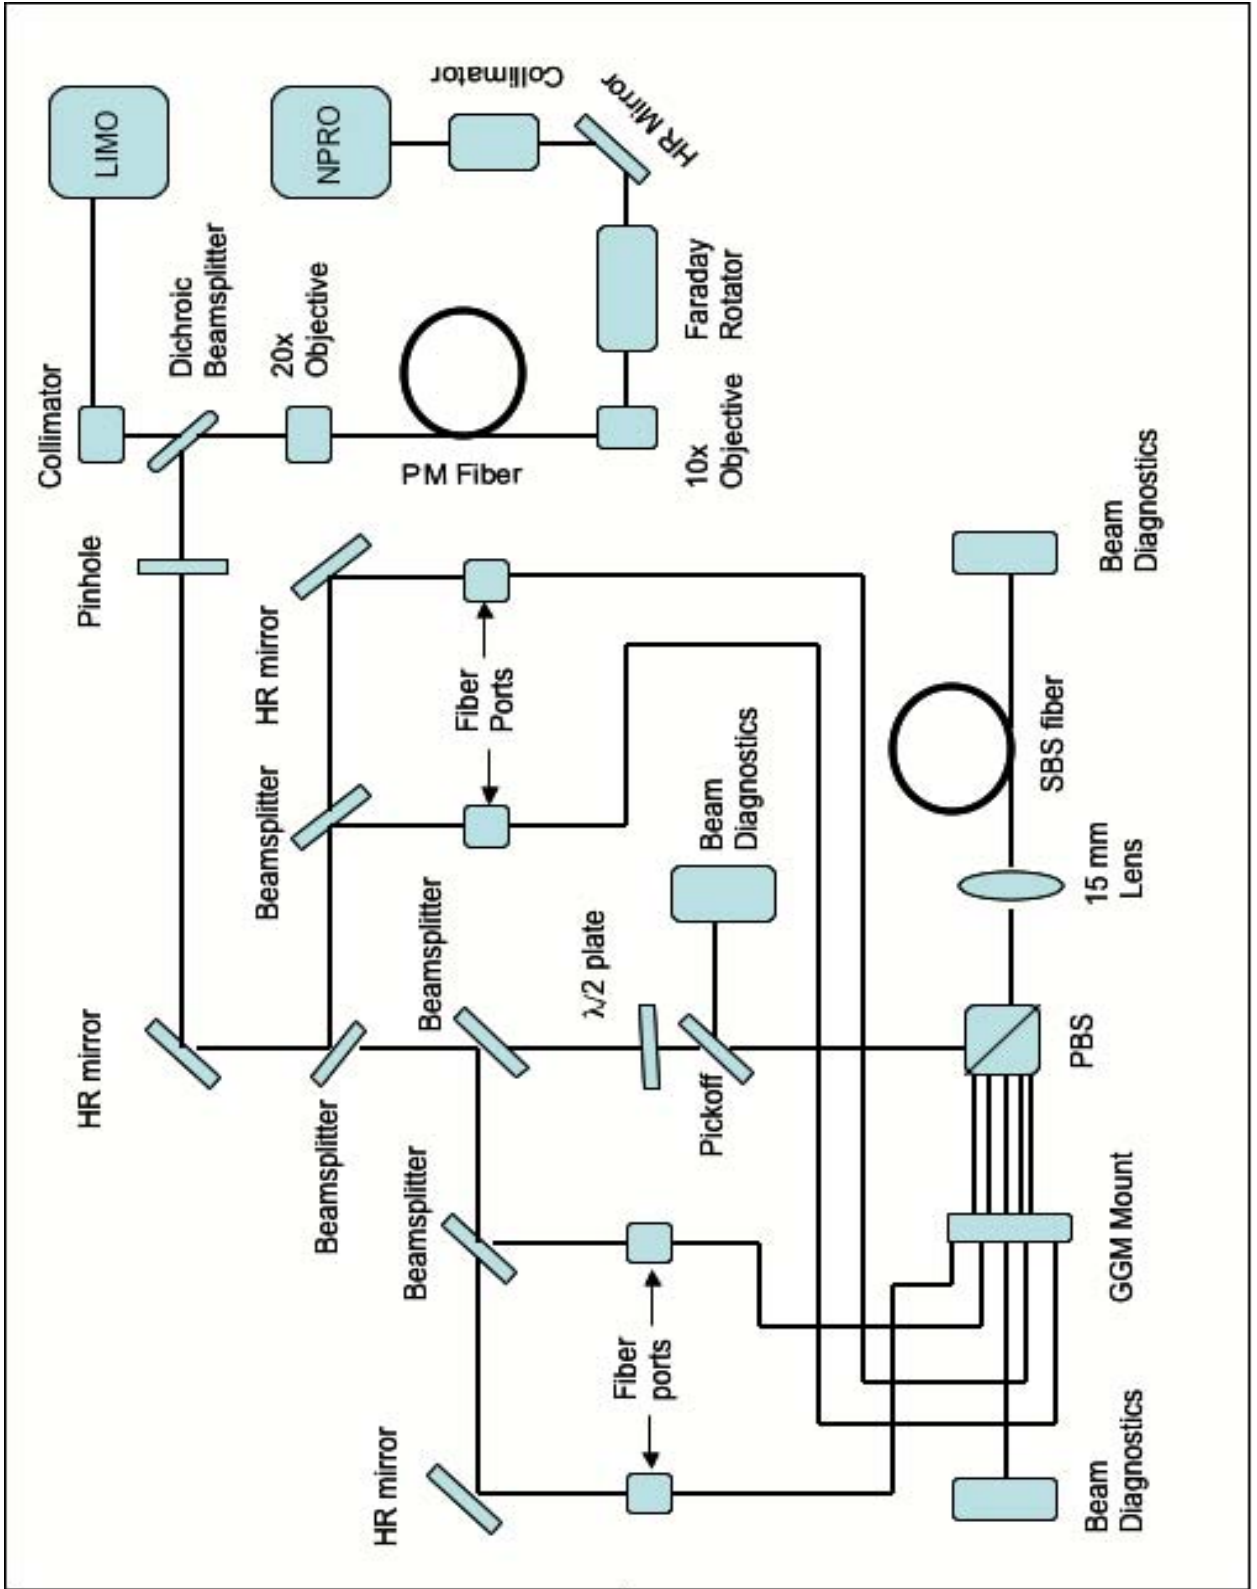 LIMO
NPRO
Collimator
HR Mirror
Dichroic
Beamsplitter
20x
Objective
Faraday
Rotator
Collimator
PM Fiber
10x
Objective
Pinhole
HR mirror
Fiber
Ports
Beam
Diagnostics
Beamsplitter
Beam
Diagnostics
SBS fiber
15 mm
Lens
Beamsplitter
λ/2 plate
HR mirror
Pickoff
PBS
Beamsplitter
Beamsplitter
GGM Mount
Fiber
ports
HR mirror
Beam
Diagnostics